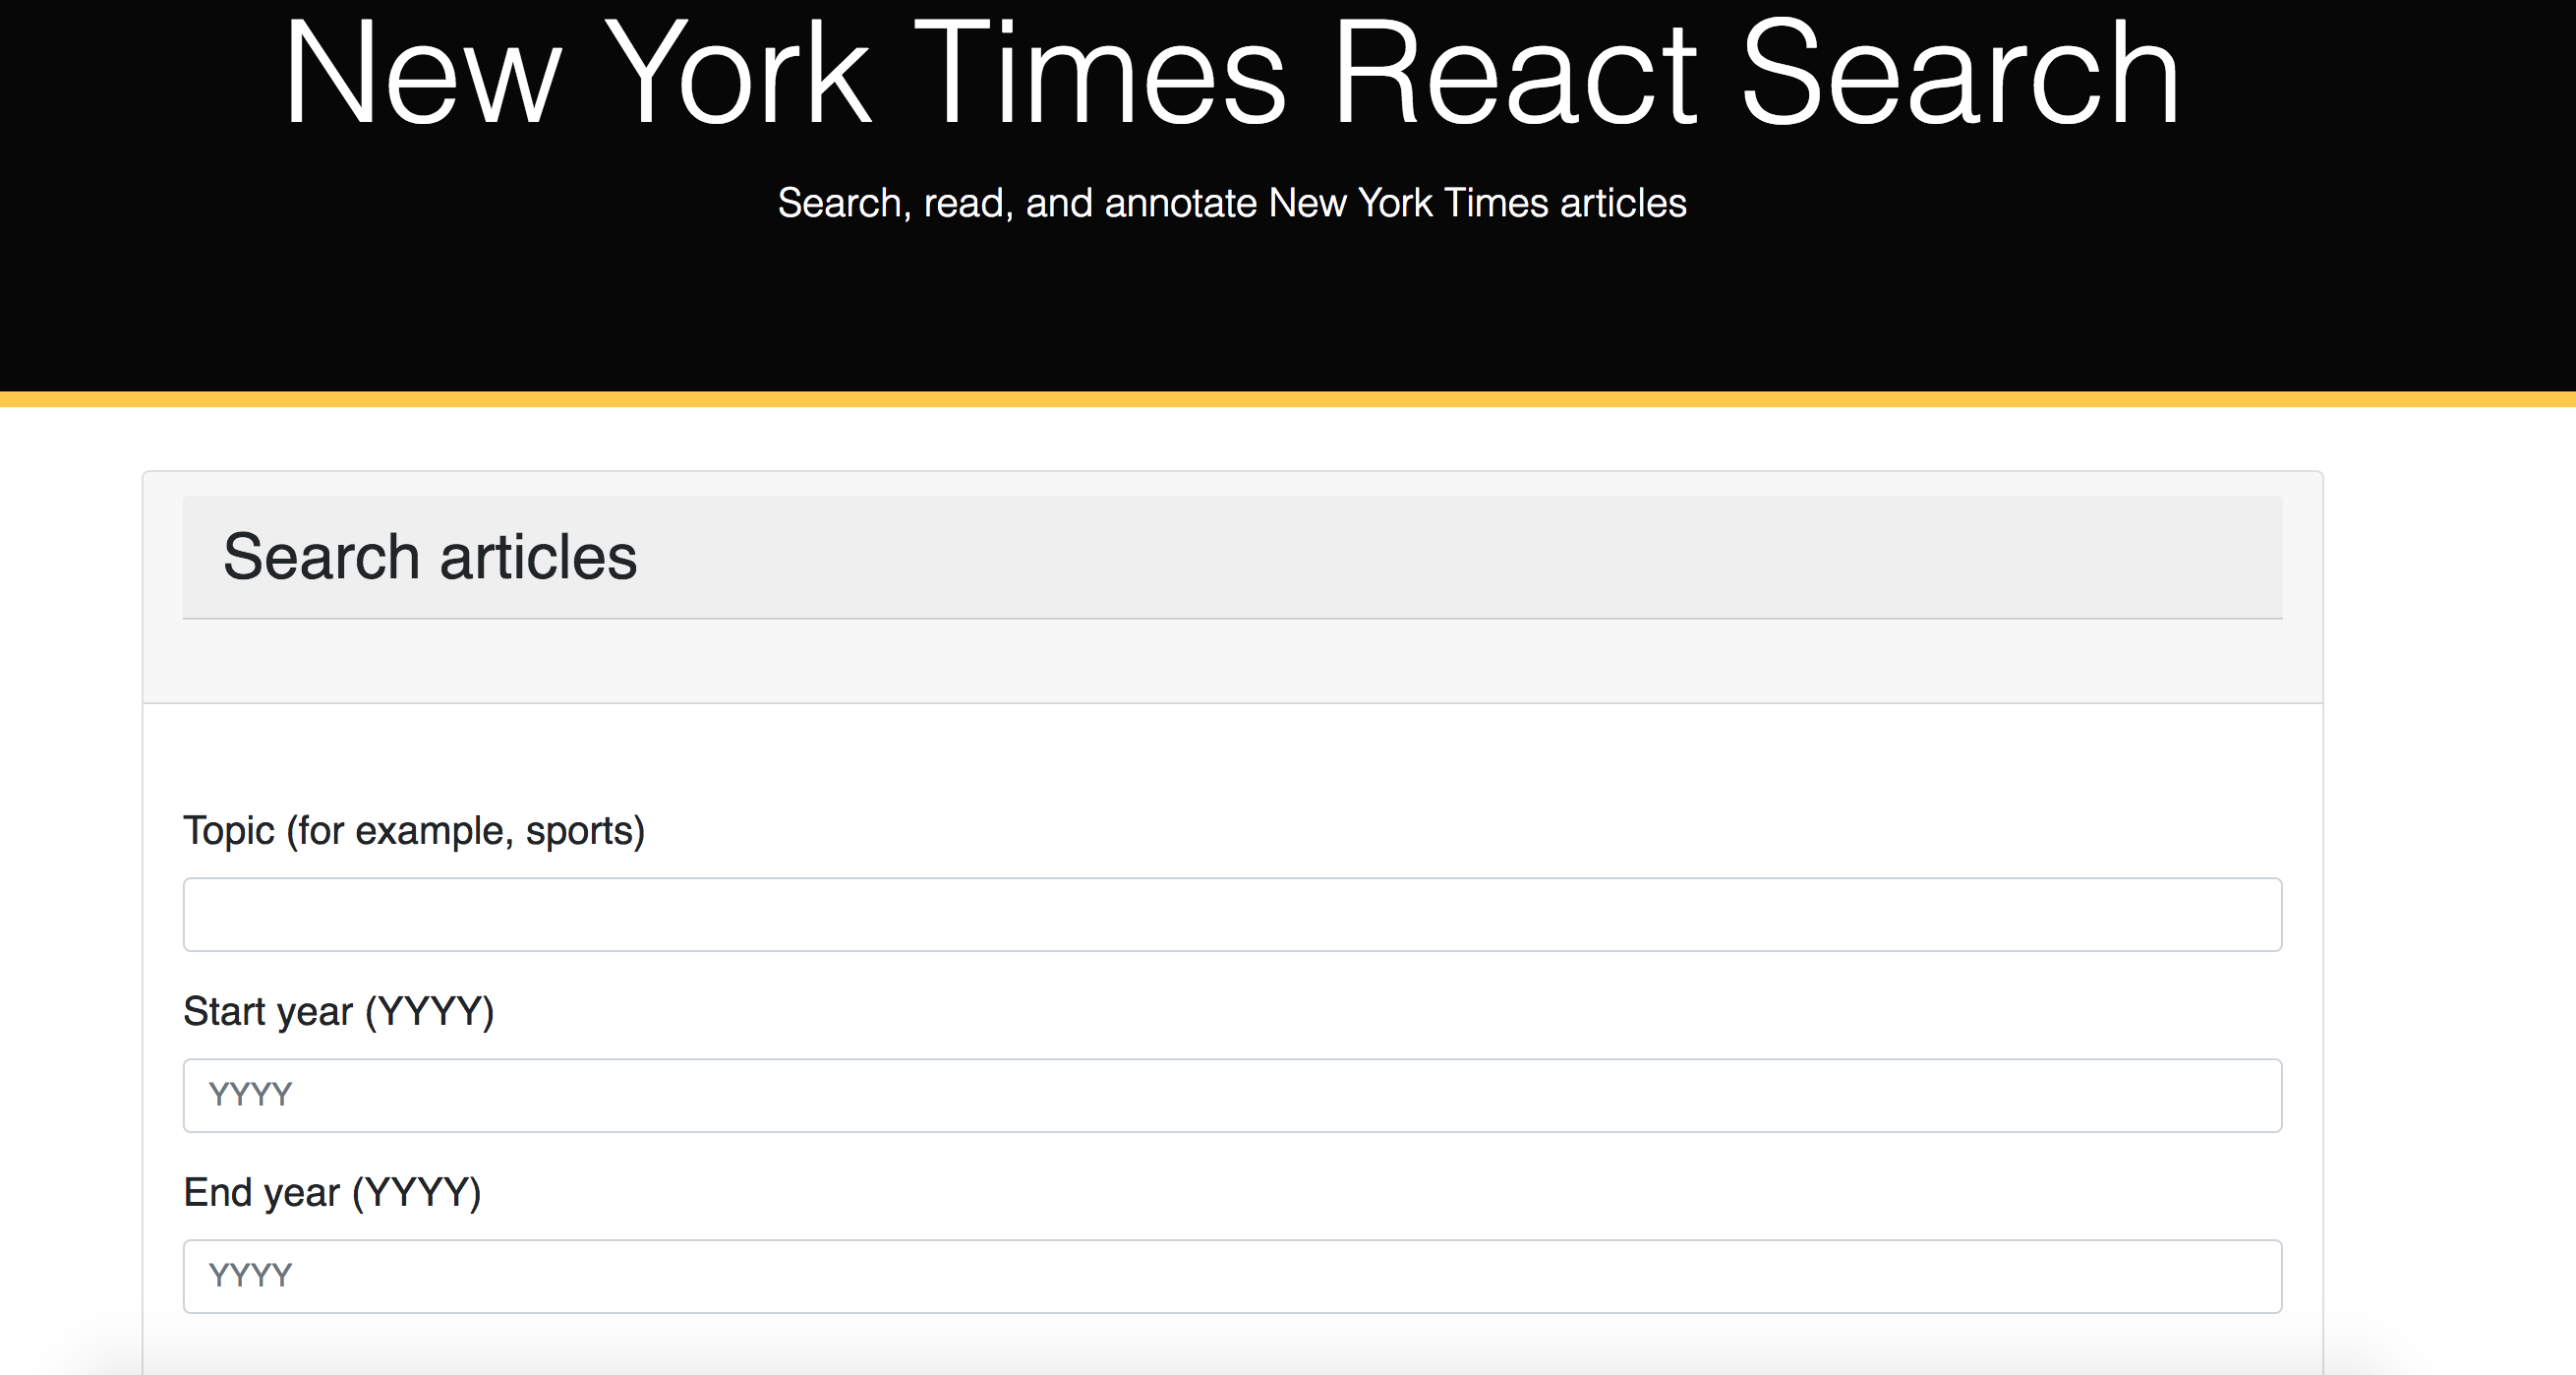 New York Times React Search
Search, read, and annotate New York Times articles
Search articles
Topic (for example, sports)
Start year (YYYY)
YYYY
End year (YYYY)
YYYY